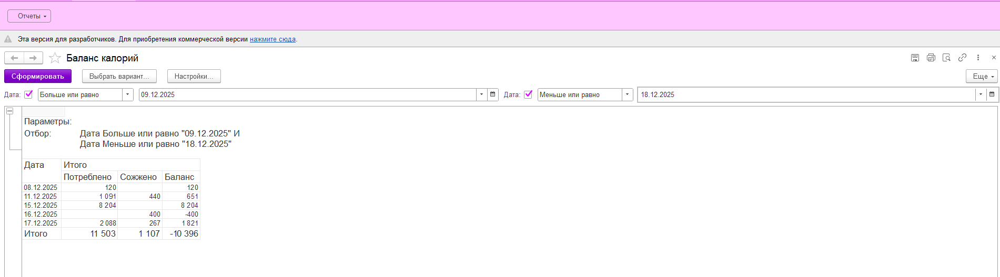 Отчеты
Эта версия для разработчиков. Для приобретения коммерческой версии нажмите сюда.
Баланс калорий
Сформировать Выбрать вариант... Настройки... Еще
Дата: Больше или равно 09.12.2025 Дата: Меньше или равно 18.12.2025
Параметры:
Отбор: Дата Больше или равно "09.12.2025" И
Дата Меньше или равно "18.12.2025"
Дата Итого
Потреблено Сожжено Баланс
08.12.2025 120 120
11.12.2025 1 091 440 651
15.12.2025 8 204 8 204
16.12.2025 400 -400
17.12.2025 2 088 267 1 821
Итого 11 503 1 107 -10 396